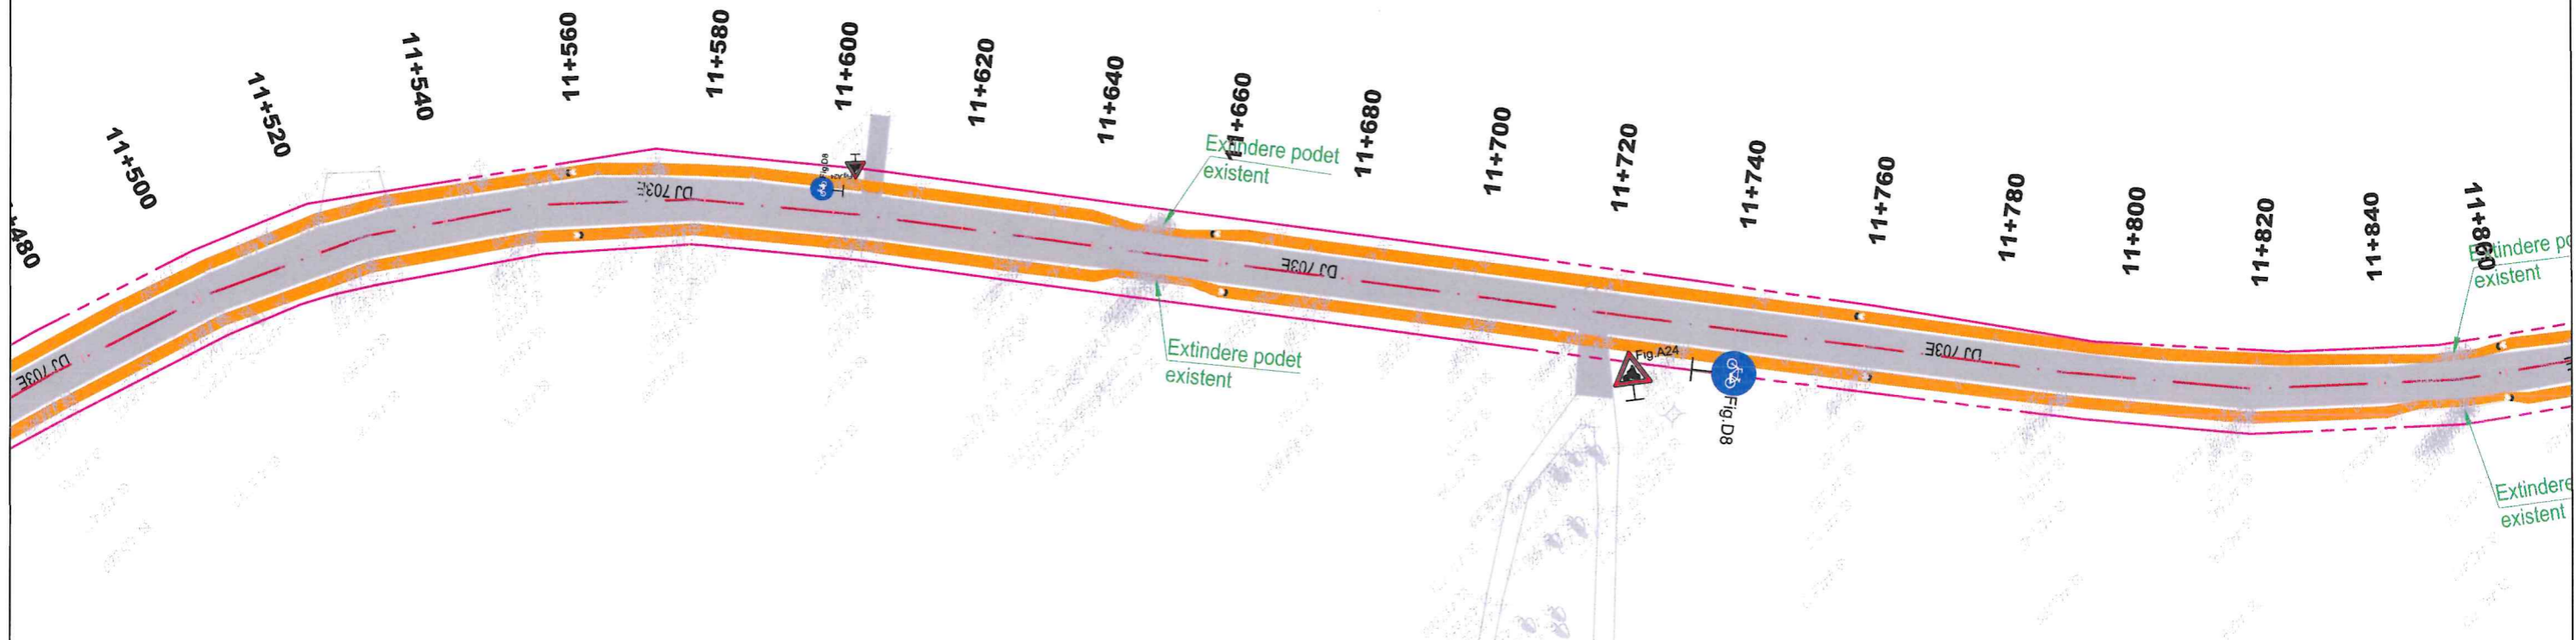 11+480
11+500
11+520
11+540
11+560
11+580
11+600
11+620
11+640
11+660
11+680
11+700
11+720
11+740
11+760
11+780
11+800
11+820
11+840
11+860
Extindere podet
existent
Extindere podet
existent
Extindere po
existent
Extindere
existent
DJ 703E
DJ 703E
DJ 703E
DJ 703E
Fig.D8
Fig.A24
Fig.D8